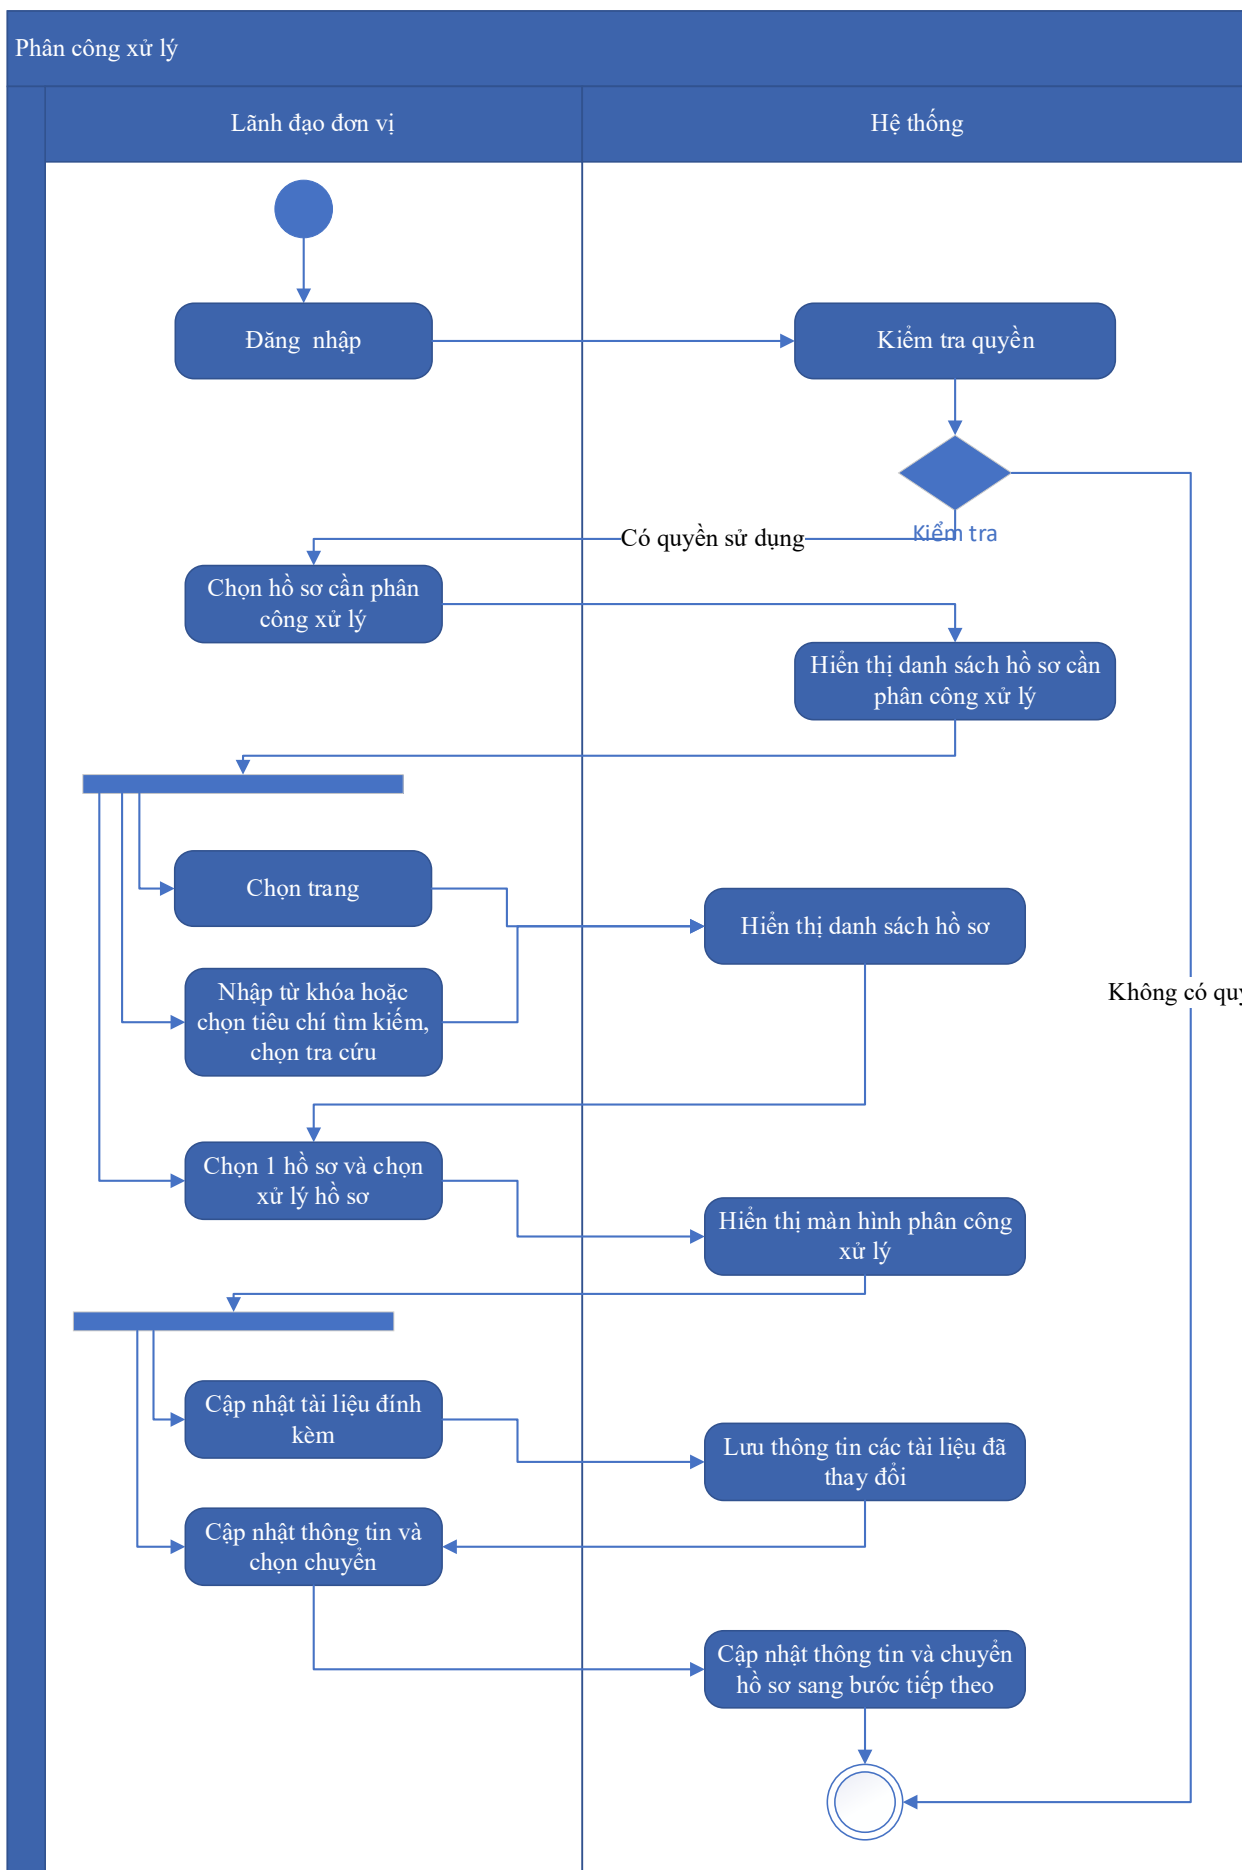 Phân công xử lý
Lãnh đạo đơn vị
Hệ thống
Đăng nhập
Kiểm tra quyền
Kiểm tra
Có quyền sử dụng
Chọn hồ sơ cần phân
công xử lý
Hiển thị danh sách hồ sơ cần
phân công xử lý
Chọn trang
Hiển thị danh sách hồ sơ
Nhập từ khóa hoặc
chọn tiêu chí tìm kiếm,
chọn tra cứu
Không có quy
Chọn 1 hồ sơ và chọn
xử lý hồ sơ
Hiển thị màn hình phân công
xử lý
Cập nhật tài liệu đính
kèm
Lưu thông tin các tài liệu đã
thay đổi
Cập nhật thông tin và
chọn chuyển
Cập nhật thông tin và chuyển
hồ sơ sang bước tiếp theo